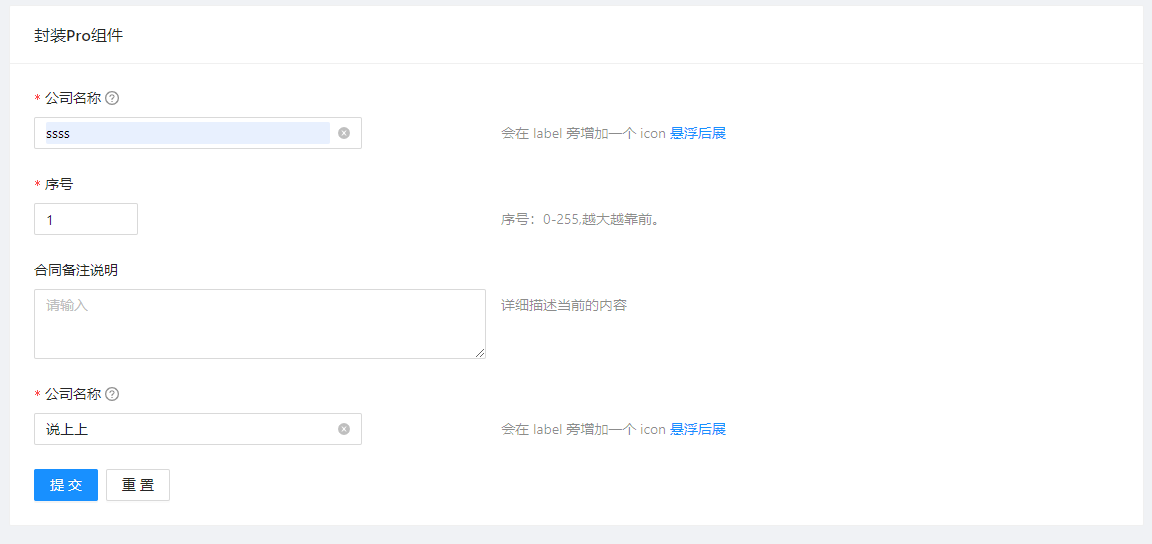 封装Pro组件
* 公司名称
ssss
会在 label 旁增加一个 icon 悬浮后展
* 序号
1
序号：0-255,越大越靠前。
合同备注说明
请输入
详细描述当前的内容
* 公司名称
说上上
会在 label 旁增加一个 icon 悬浮后展
提 交 重 置